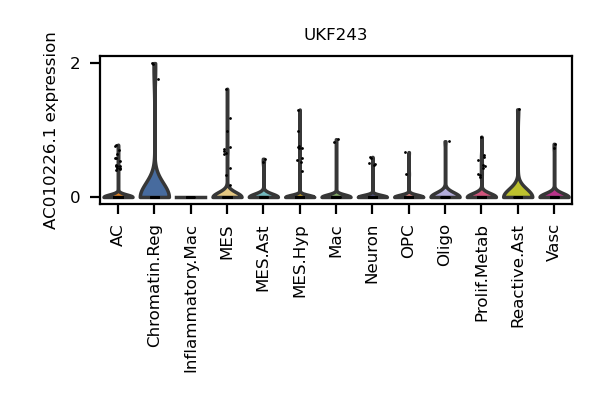 UKF243
AC010226.1 expression
2
0
AC
Chromatin.Reg
Inflammatory.Mac
MES
MES.Ast
MES.Hyp
Mac
Neuron
OPC
Oligo
Prolif.Metab
Reactive.Ast
Vasc